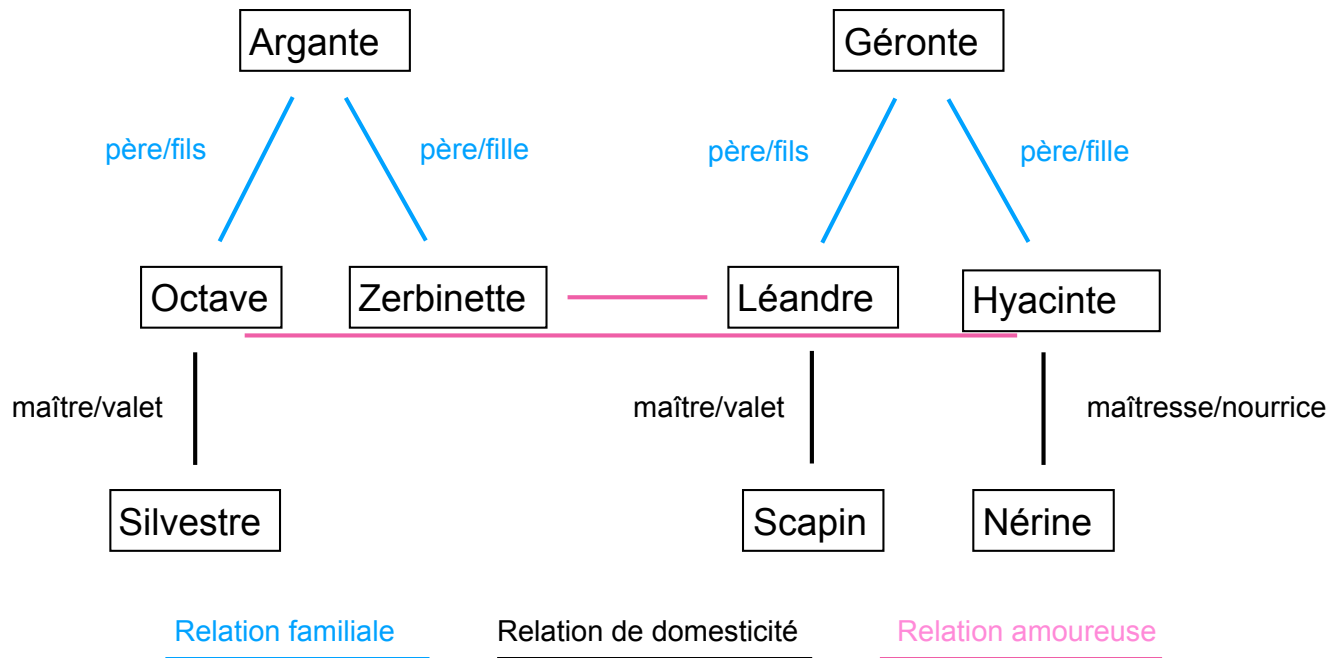 Argante Géronte
père/fils père/fille père/fils père/fille
Octave Zerbinette Léandre Hyacinte
maître/valet maître/valet maîtresse/nourrice
Silvestre Scapin Nérine
Relation familiale Relation de domesticité Relation amoureuse